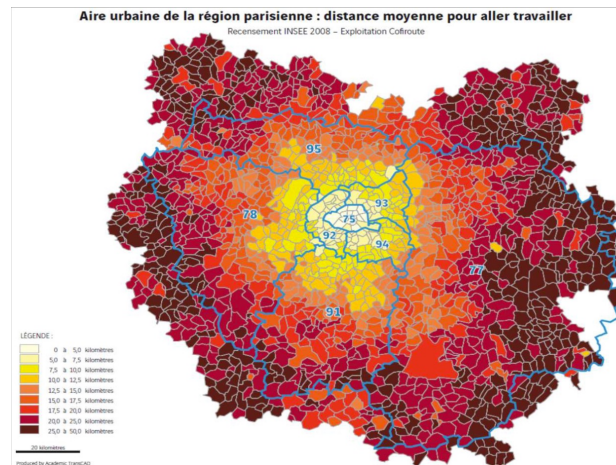 Aire urbaine de la région parisienne : distance moyenne pour aller travailler
Recensement INSEE 2008 – Exploitation Cofiroute
95
93
78
75
92
94
77
91
LÉGENDE :
0 à 5,0 kilomètres
5,0 à 7,5 kilomètres
7,5 à 10,0 kilomètres
10,0 à 12,5 kilomètres
12,5 à 15,0 kilomètres
15,0 à 17,5 kilomètres
17,5 à 20,0 kilomètres
20,0 à 25,0 kilomètres
25,0 à 50,0 kilomètres
20 kilomètres
Produced by Academic TransCAD